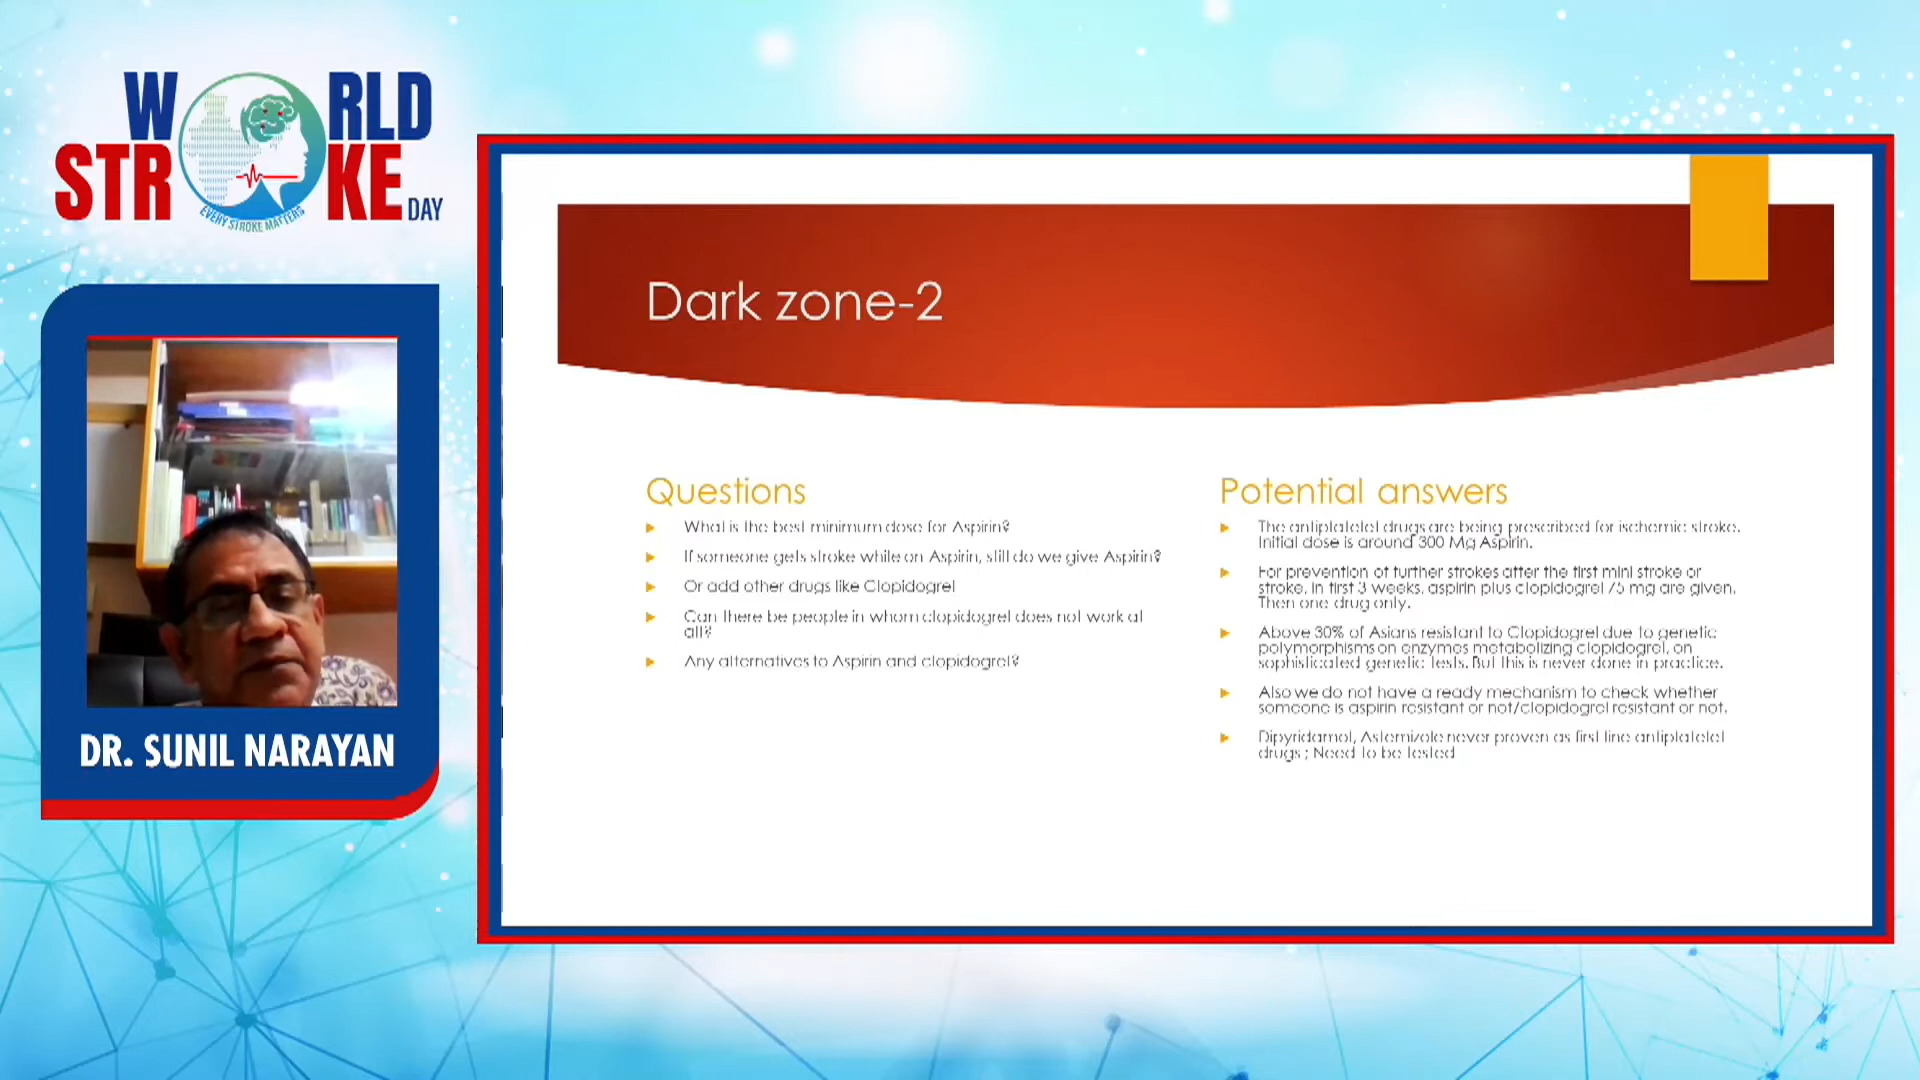 WORLD
STROKE DAY
EVERY STROKE MATTERS
DR. SUNIL NARAYAN
Dark zone-2
Questions
What is the best minimum dose for Aspirin?
If someone gets stroke while on Aspirin, still do we give Aspirin?
Or add other drugs like Clopidogrel
Can there be people in whom clopidogrel does not work at
all?
Any alternatives to Aspirin and clopidogrel?
Potential answers
The antiplatelet drugs are being prescribed for ischemic stroke.
Initial dose is around 300 Mg Aspirin.
For prevention of further strokes after the first mini stroke or
stroke, in first 3 weeks, aspirin plus clopidogrel 75 mg are given.
Then one drug only.
Above 30% of Asians resistant to Clopidogrel due to genetic
polymorphisms on enzymes metabolizing clopidogrel, on
sophisticated genetic tests. But this is never done in practice.
Also we do not have a ready mechanism to check whether
someone is aspirin resistant or not/clopidogrel resistant or not.
Dipyridamol, Astemizole never proven as first line antiplatelet
drugs ; Need to be tested